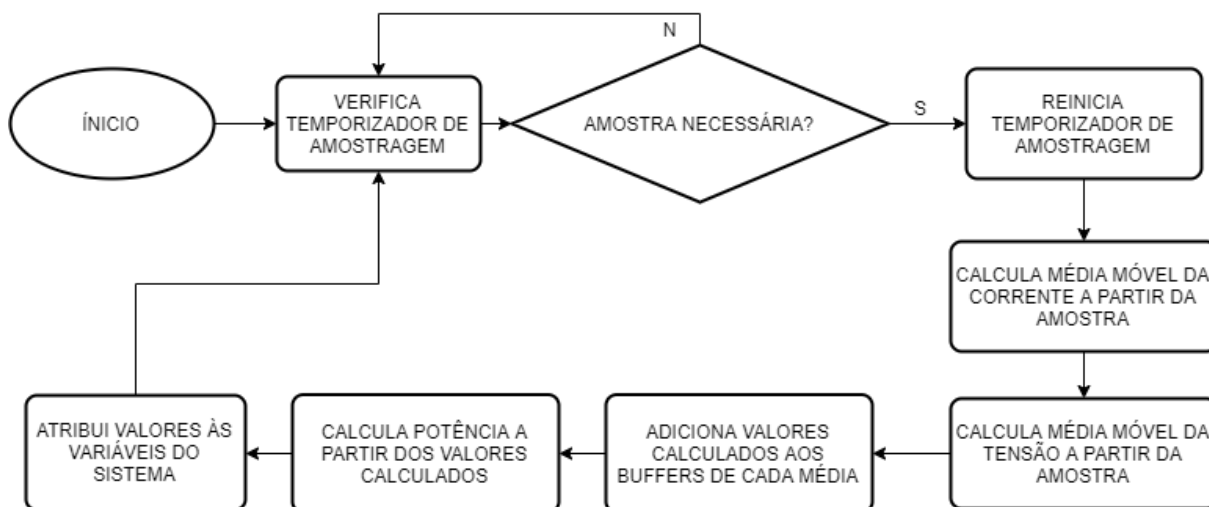 ÍNICIO
VERIFICA
TEMPORIZADOR DE
AMOSTRAGEM
AMOSTRA NECESSÁRIA?
N
S
REINICIA
TEMPORIZADOR DE
AMOSTRAGEM
CALCULA MÉDIA MÓVEL DA
CORRENTE A PARTIR DA
AMOSTRA
CALCULA MÉDIA MÓVEL DA
TENSÃO A PARTIR DA
AMOSTRA
ADICIONA VALORES
CALCULADOS AOS
BUFFERS DE CADA MÉDIA
CALCULA POTÊNCIA A
PARTIR DOS VALORES
CALCULADOS
ATRIBUI VALORES ÀS
VARIÁVEIS DO
SISTEMA